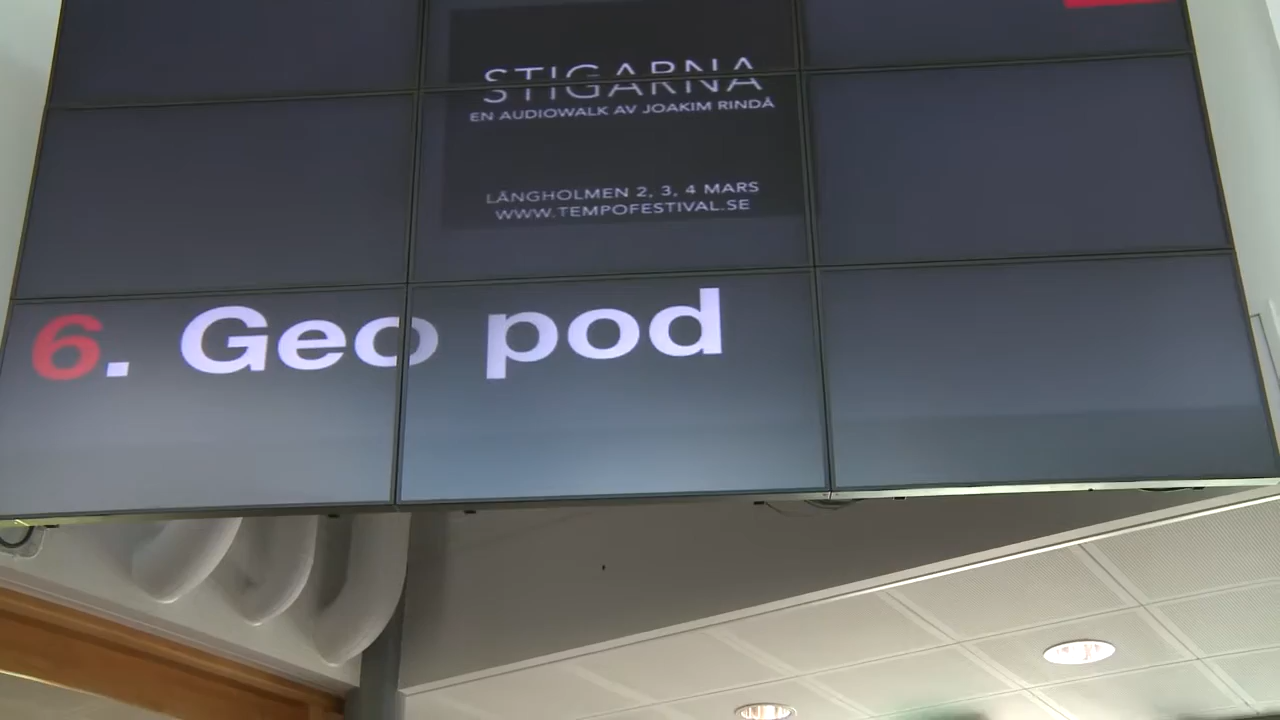 STIGARNA
EN AUDIOWALK AV JOAKIM RINDÅ
LÅNGHOLMEN 2, 3, 4 MARS
WWW.TEMPOFESTIVAL.SE
6. Geo pod